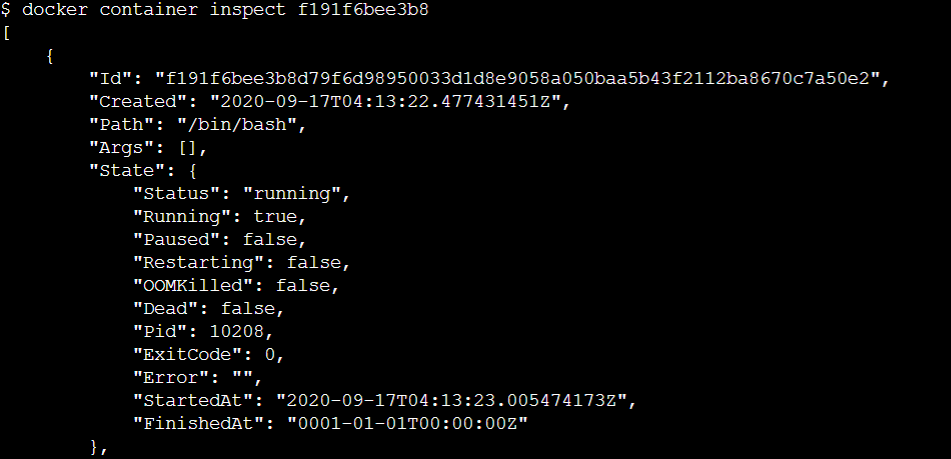 $ docker container inspect f191f6bee3b8
[
    {
        "Id": "f191f6bee3b8d79f6d98950033d1d8e9058a050baa5b43f2112ba8670c7a50e2",
        "Created": "2020-09-17T04:13:22.477431451Z",
        "Path": "/bin/bash",
        "Args": [],
        "State": {
            "Status": "running",
            "Running": true,
            "Paused": false,
            "Restarting": false,
            "OOMKilled": false,
            "Dead": false,
            "Pid": 10208,
            "ExitCode": 0,
            "Error": "",
            "StartedAt": "2020-09-17T04:13:23.005474173Z",
            "FinishedAt": "0001-01-01T00:00:00Z"
        },